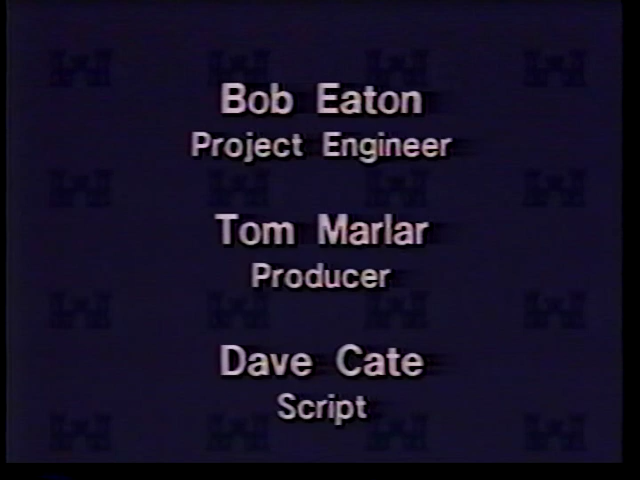 Bob Eaton
Project Engineer
Tom Marlar
Producer
Dave Cate
Script